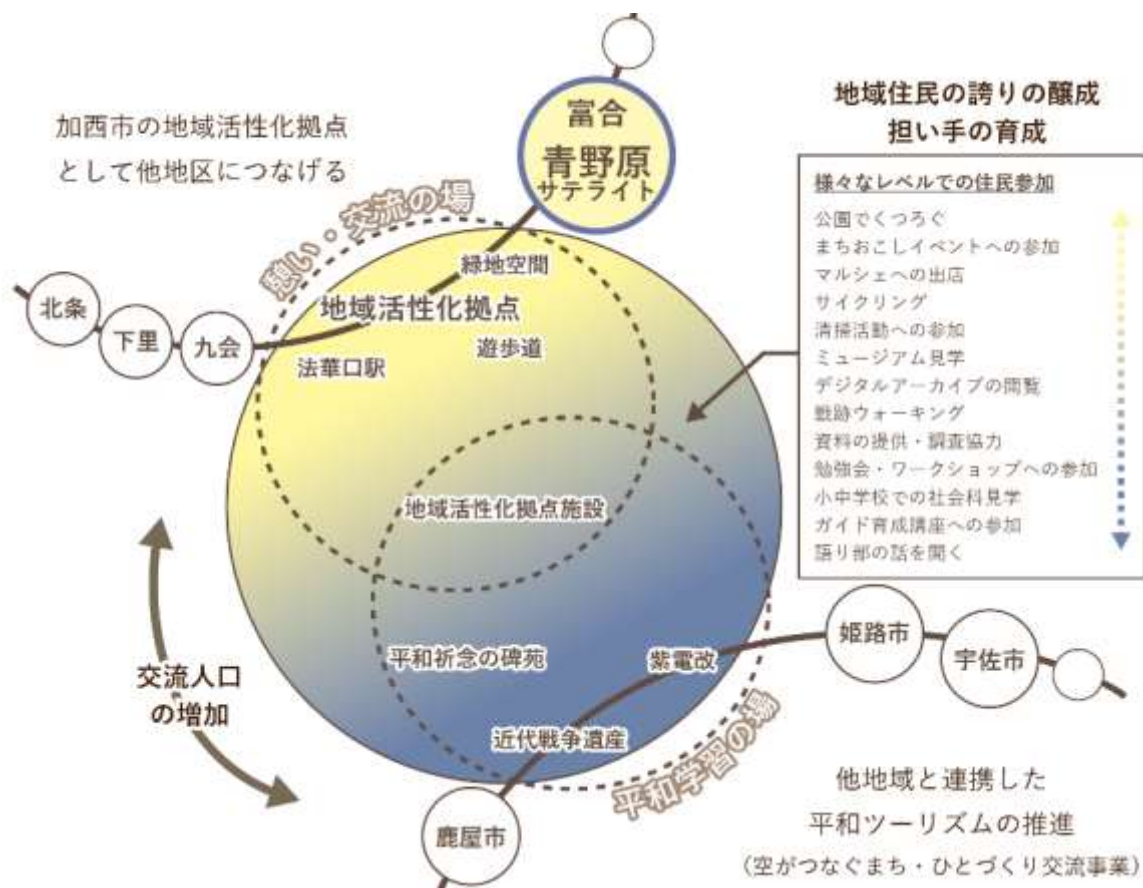 加西市の地域活性化拠点
として他地区につなげる
富合
青野原
サテライト
地域住民の誇りの醸成
担い手の育成
様々なレベルでの住民参加
公園でくつろぐ
まちおこしイベントへの参加
マルシェへの出店
サイクリング
清掃活動への参加
ミュージアム見学
デジタルアーカイブの閲覧
戦跡ウォーキング
資料の提供・調査協力
勉強会・ワークショップへの参加
小中学校での社会科見学
ガイド育成講座への参加
語り部の話を聞く
憩い・交流の場
緑地空間
地域活性化拠点
遊歩道
法華口駅
北条
下里
九会
地域活性化拠点施設
平和祈念の碑苑
紫電改
近代戦争遺産
平和学習の場
交流人口
の増加
姫路市
宇佐市
鹿屋市
他地域と連携した
平和ツーリズムの推進
（空がつなぐまち・ひとづくり交流事業）